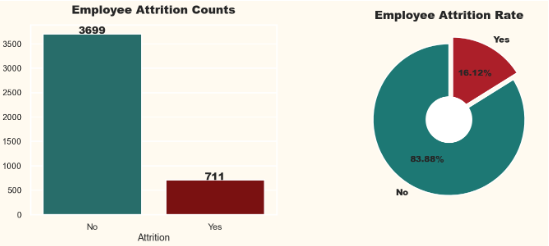 Employee Attrition Counts
3699
3500
3000
2500
2000
1500
1000
500
0
711
No
Yes
Attrition
Employee Attrition Rate
Yes
16.12%
83.88%
No